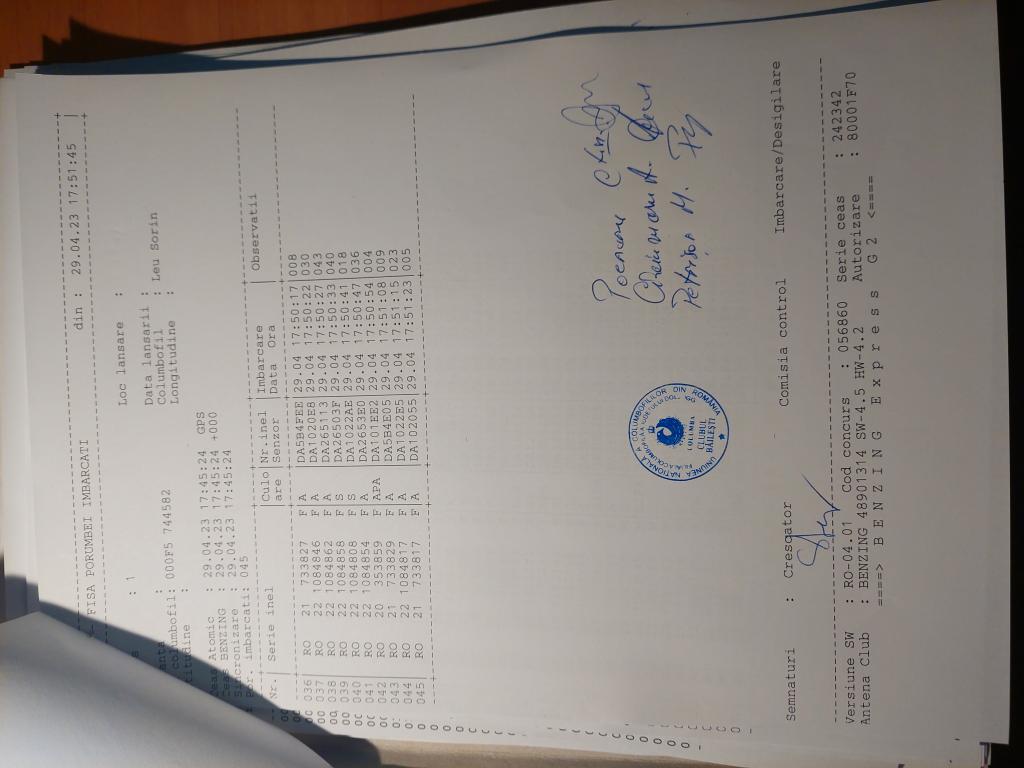 FISA PORUMBEI IMBARCATI din : 29.04.23 17:51:45
: 1 Loc lansare :
Data lansarii :
columbofil: 000F5 744582 Columbofil : Leu Sorin
Longitudine :
Ceas Atomic : 29.04.23 17:45:24 GPS
Ceas BENZING : 29.04.23 17:45:24 +000
Sincronizare : 29.04.23 17:45:24
Por. imbarcati: 045
Nr. | Serie inel | Culo | Nr.inel | Imbarcare | Observatii
are | Senzor | Data Ora
036 RO 21 733827 F A |DA5B4FEE|29.04 17:50:17|008
037 RO 22 1084846 F A |DA1020E8|29.04 17:50:22|030
038 RO 22 1084862 F A |DA265113|29.04 17:50:27|043
039 RO 22 1084858 F S |DA26503F|29.04 17:50:33|040
040 RO 22 1084808 F S |DA1022AE|29.04 17:50:41|018
041 RO 22 1084854 F A |DA2653E0|29.04 17:50:47|036
042 RO 20 353859 F APA |DA101EE2|29.04 17:50:54|004
043 RO 21 733829 F A |DA5B4E05|29.04 17:51:08|009
044 RO 22 1084817 F A |DA1022E5|29.04 17:51:15|023
045 RO 21 733817 F A |DA102055|29.04 17:51:23|005
UNIUNEA NATIONALA A COLUMBOFILILOR DIN ROMÂNIA
COLUMBA
CLUBUL
BĂILEȘTI
Semnaturi : Crescator Comisia control Imbarcare/Desigilare
Versiune SW : RO-04.01 Cod concurs : 056860 Serie ceas : 242342
Antena Club : BENZING 48901314 SW-4.5 HW-4.2 Autorizare : 80001F70
====> B E N Z I N G E x p r e s s G 2 <====